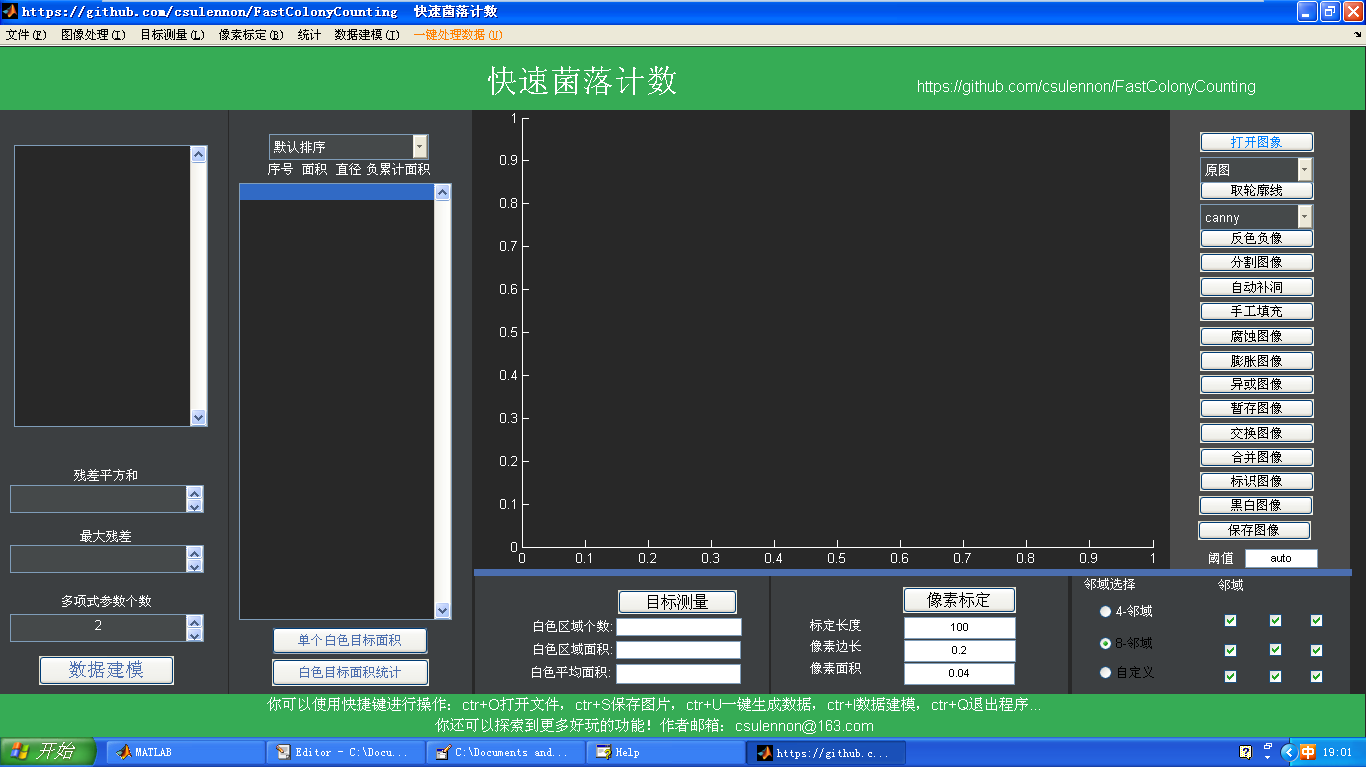 https://github.com/csulennon/FastColonyCounting 快速菌落计数
文件(F) 图像处理(I) 目标测量(L) 像素标定(B) 统计 数据建模(I) 一键处理数据(U)
快速菌落计数
https://github.com/csulennon/FastColonyCounting
残差平方和
最大残差
多项式参数个数
2
数据建模
默认排序
序号 面积 直径 负累计面积
单个白色目标面积
白色目标面积统计
1
0.9
0.8
0.7
0.6
0.5
0.4
0.3
0.2
0.1
0
0 0.1 0.2 0.3 0.4 0.5 0.6 0.7 0.8 0.9 1
打开图象
原图
取轮廓线
canny
反色负像
分割图像
自动补洞
手工填充
腐蚀图像
膨胀图像
异或图像
暂存图像
交换图像
合并图像
标识图像
黑白图像
保存图像
阈值 auto
目标测量
白色区域个数:
白色区域面积:
白色平均面积:
像素标定
标定长度 100
像素边长 0.2
像素面积 0.04
邻域选择 邻域
4-邻域
8-邻域
自定义
你可以使用快捷键进行操作：ctr+O打开文件，ctr+S保存图片，ctr+U一键生成数据，ctr+I数据建模，ctr+Q退出程序...
你还可以探索到更多好玩的功能！作者邮箱：csulennon@163.com
开始 MATLAB Editor - C:\Docu... C:\Documents and... Help https://github.c... 中 19:01